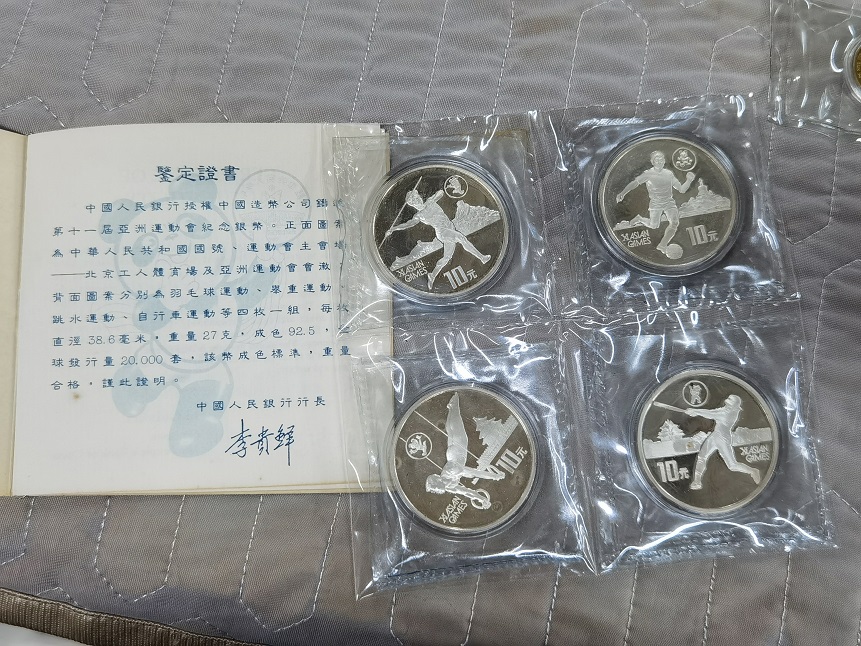 鑒定證書
中國人民銀行授權中國造幣公司鑄
第十一屆亞洲運動會紀念銀幣。正面圖案
為中華人民共和國國號、運動會主會場
——北京工人體育場及亞洲運動會會徽,
背面圖案分別為羽毛球運動、舉重運動、
跳水運動、自行車運動等四枚一組,每枚
直徑38.6毫米,重量27克,成色92.5,
球發行量20.000套,該幣成色標準,重量
合格。謹此證明。
中國人民銀行行長
李貴鮮
XI ASIAN
GAMES
10元
XI ASIAN
GAMES
10元
XI ASIAN
GAMES
10元
10元
XI ASIAN
GAMES